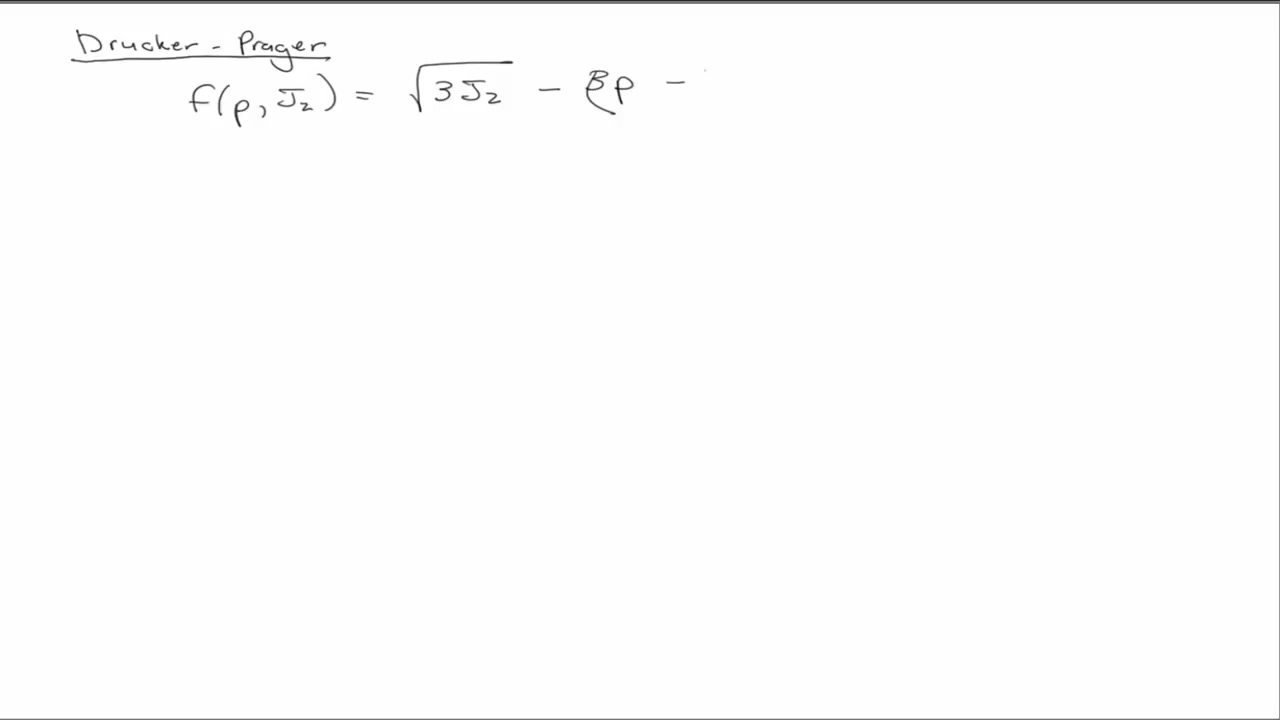 Drucker - Prager
f(p, J₂) = √3J₂ - βp -